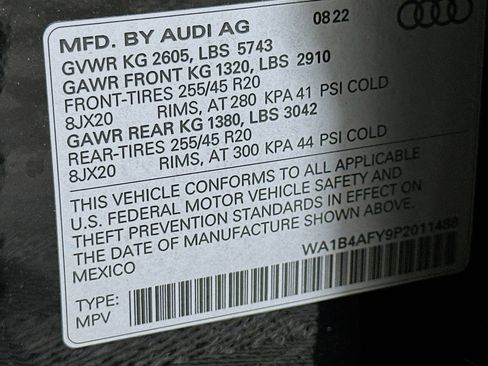 MFD. BY AUDI AG 08 22
GVWR KG 2605, LBS 5743
GAWR FRONT KG 1320, LBS 2910
FRONT-TIRES 255/45 R20
8JX20 RIMS, AT 280 KPA 41 PSI COLD
GAWR REAR KG 1380, LBS 3042
REAR-TIRES 255/45 R20
8JX20 RIMS, AT 300 KPA 44 PSI COLD
THIS VEHICLE CONFORMS TO ALL APPLICABLE
U.S. FEDERAL MOTOR VEHICLE SAFETY AND
THEFT PREVENTION STANDARDS IN EFFECT ON
THE DATE OF MANUFACTURE SHOWN ABOVE.
MEXICO
WA1B4AFY9P2011488
TYPE:
MPV